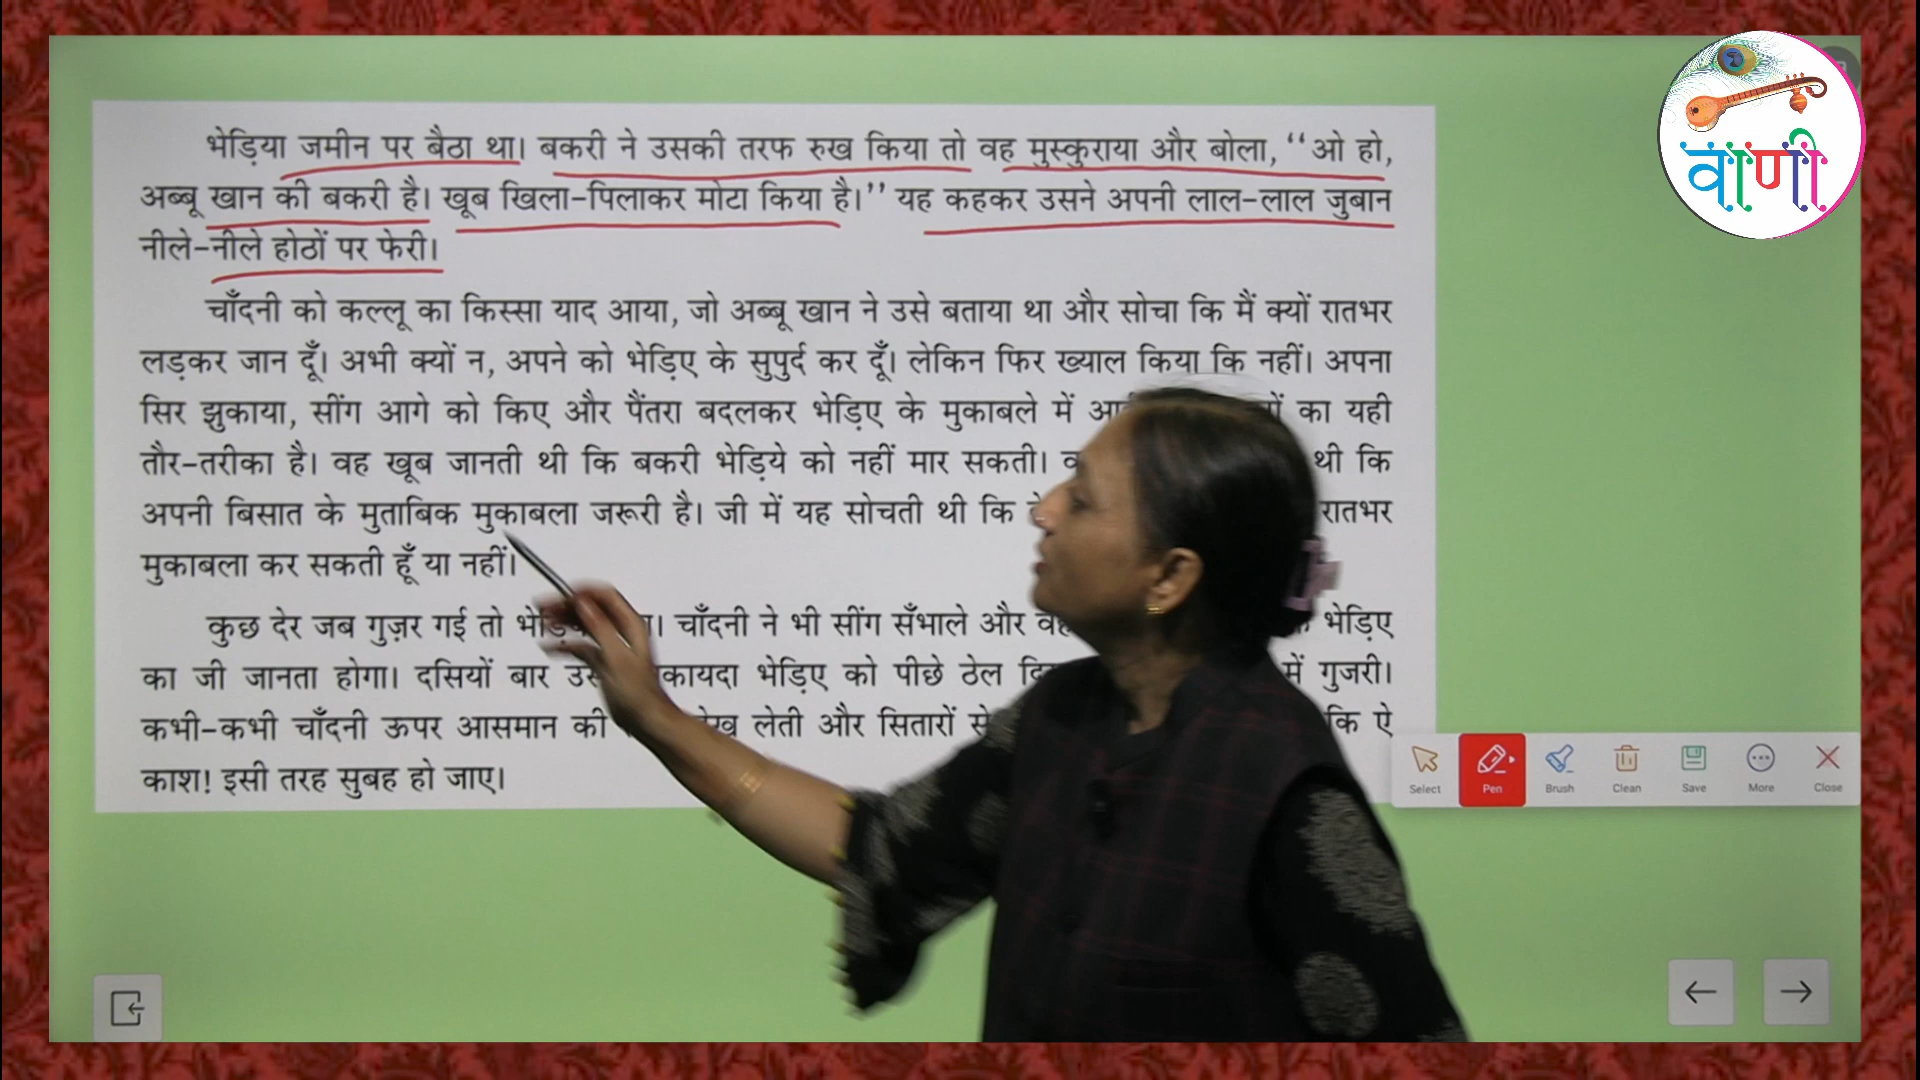 भेड़िया जमीन पर बैठा था। बकरी ने उसकी तरफ रुख किया तो वह मुस्कुराया और बोला, ‘‘ओ हो,
अब्बू खान की बकरी है। खूब खिला-पिलाकर मोटा किया है।’’ यह कहकर उसने अपनी लाल-लाल जुबान
नीले-नीले होठों पर फेरी।
चाँदनी को कल्लू का किस्सा याद आया, जो अब्बू खान ने उसे बताया था और सोचा कि मैं क्यों रातभर
लड़कर जान दूँ। अभी क्यों न, अपने को भेड़िए के सुपुर्द कर दूँ। लेकिन फिर ख्याल किया कि नहीं। अपना
सिर झुकाया, सींग आगे को किए और पैंतरा बदलकर भेड़िए के मुकाबले में का यही
तौर-तरीका है। वह खूब जानती थी कि बकरी भेड़िये को नहीं मार सकती। थी कि
अपनी बिसात के मुताबिक मुकाबला जरूरी है। जी में यह सोचती थी कि रातभर
मुकाबला कर सकती हूँ या नहीं।
कुछ देर जब गुज़र गई तो चाँदनी ने भी सींग सँभाले और भेड़िए
का जी जानता होगा। दसियों बार भेड़िए को पीछे ठेल में गुजरी।
कभी-कभी चाँदनी ऊपर आसमान की लेती और सितारों कि ऐ
काश! इसी तरह सुबह हो जाए।
वाणी
Select Pen Brush Clean Save More Close